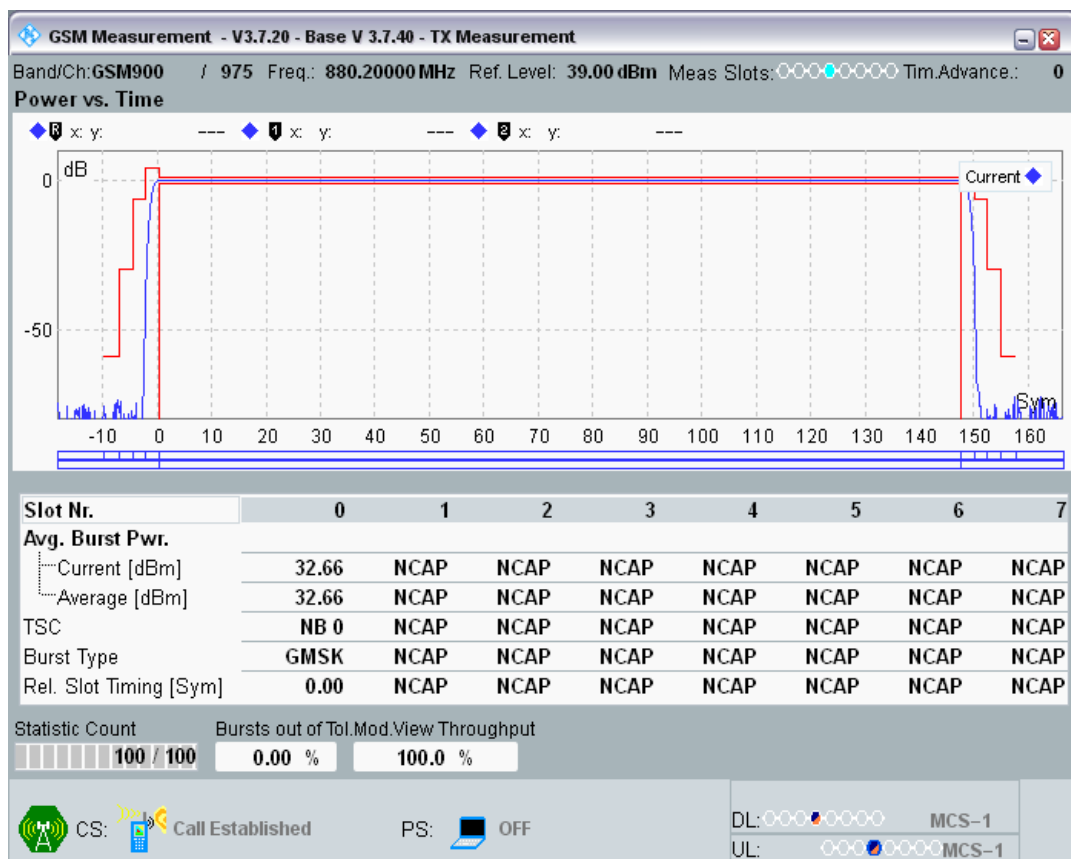 GSM Measurement - V3.7.20 - Base V 3.7.40 - TX Measurement
Band/Ch:GSM900 / 975 Freq.: 880.20000 MHz Ref. Level: 39.00 dBm Meas Slots: Tim.Advance.: 0
Power vs. Time
R x: y: --- 1 x: y: --- 2 x: y: ---
dB
Current
0
-50
Sym
-10 0 10 20 30 40 50 60 70 80 90 100 110 120 130 140 150 160
Slot Nr. 0 1 2 3 4 5 6 7
Avg. Burst Pwr.
Current [dBm] 32.66 NCAP NCAP NCAP NCAP NCAP NCAP NCAP
Average [dBm] 32.66 NCAP NCAP NCAP NCAP NCAP NCAP NCAP
TSC NB 0 NCAP NCAP NCAP NCAP NCAP NCAP NCAP
Burst Type GMSK NCAP NCAP NCAP NCAP NCAP NCAP NCAP
Rel. Slot Timing [Sym] 0.00 NCAP NCAP NCAP NCAP NCAP NCAP NCAP
Statistic Count Bursts out of Tol. Mod.View Throughput
100 / 100 0.00 % 100.0 %
CS: Call Established PS: OFF
DL: MCS-1
UL: MCS-1